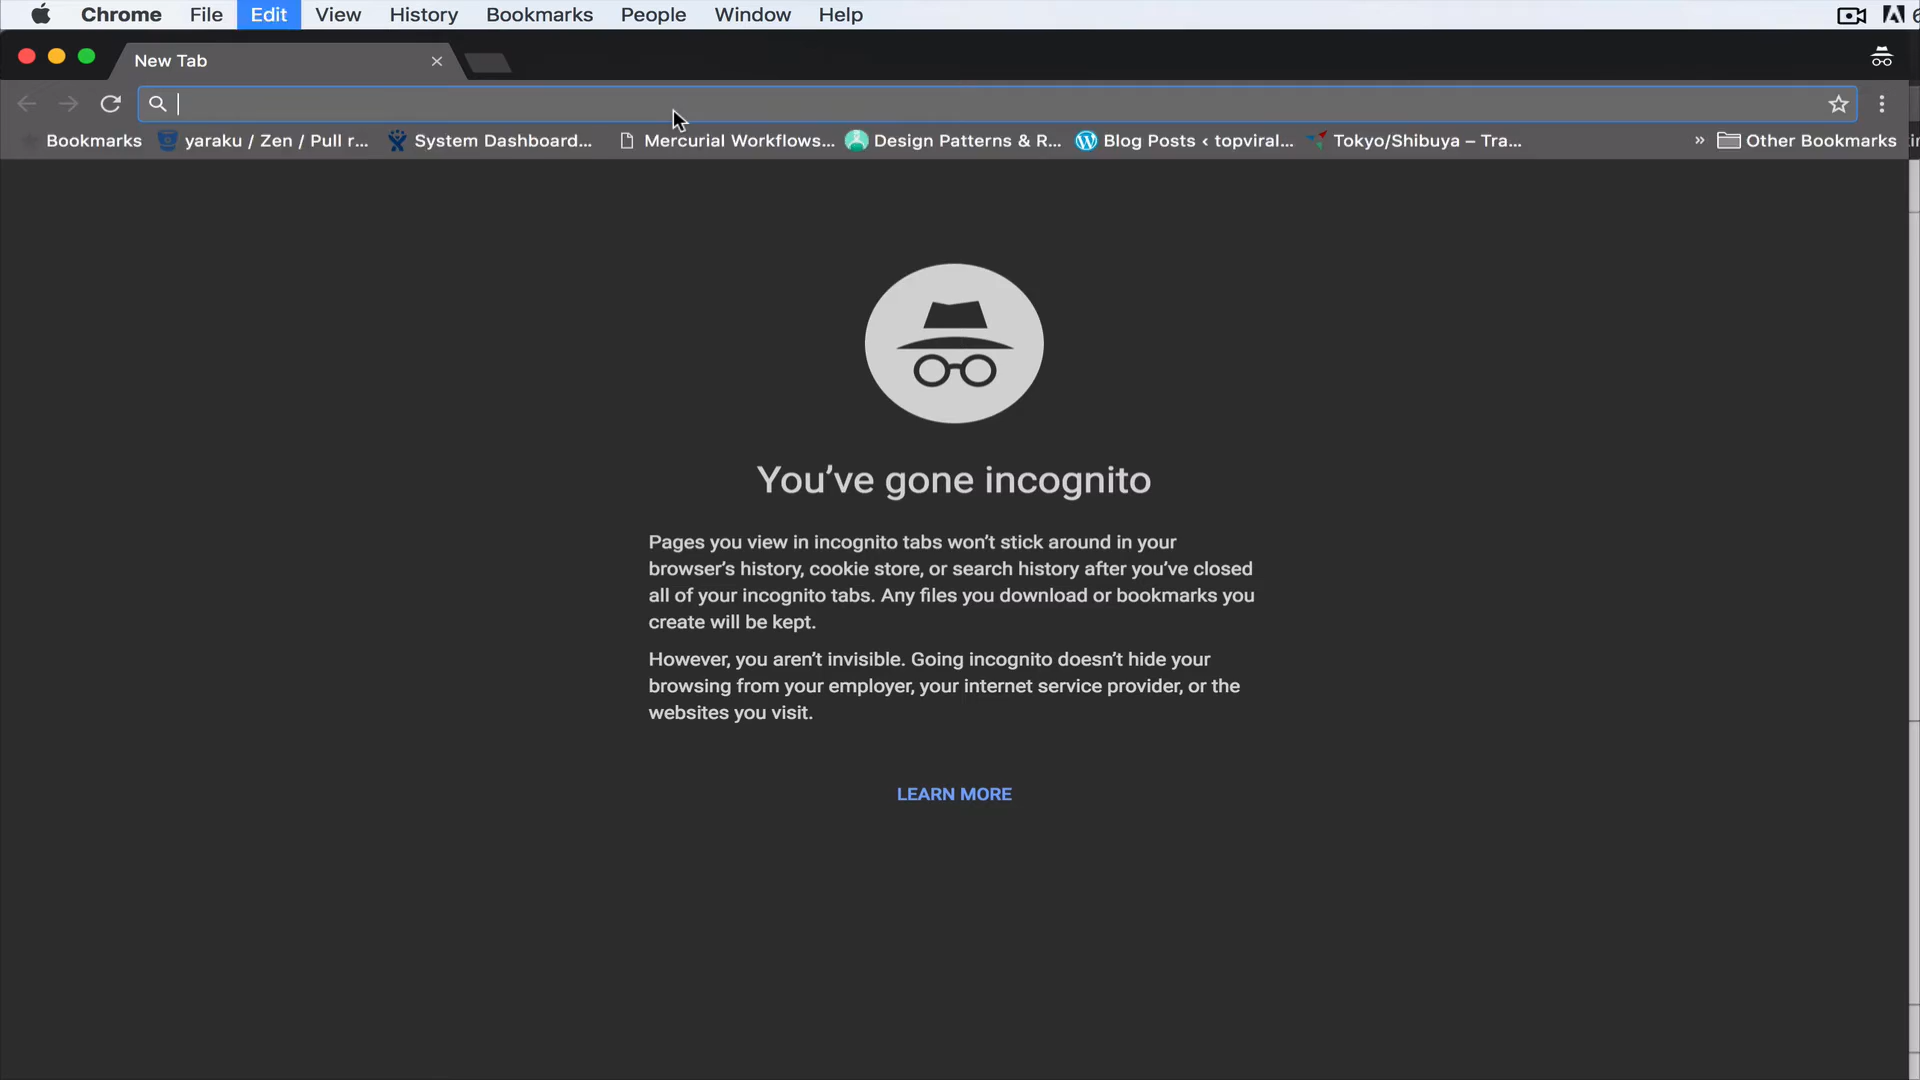 Chrome File Edit View History Bookmarks People Window Help
New Tab
Bookmarks yaraku / Zen / Pull r... System Dashboard... Mercurial Workflows... Design Patterns & R... Blog Posts ‹ topviral... Tokyo/Shibuya – Tra... » Other Bookmarks
You’ve gone incognito
Pages you view in incognito tabs won’t stick around in your
browser’s history, cookie store, or search history after you’ve closed
all of your incognito tabs. Any files you download or bookmarks you
create will be kept.
However, you aren’t invisible. Going incognito doesn’t hide your
browsing from your employer, your internet service provider, or the
websites you visit.
LEARN MORE